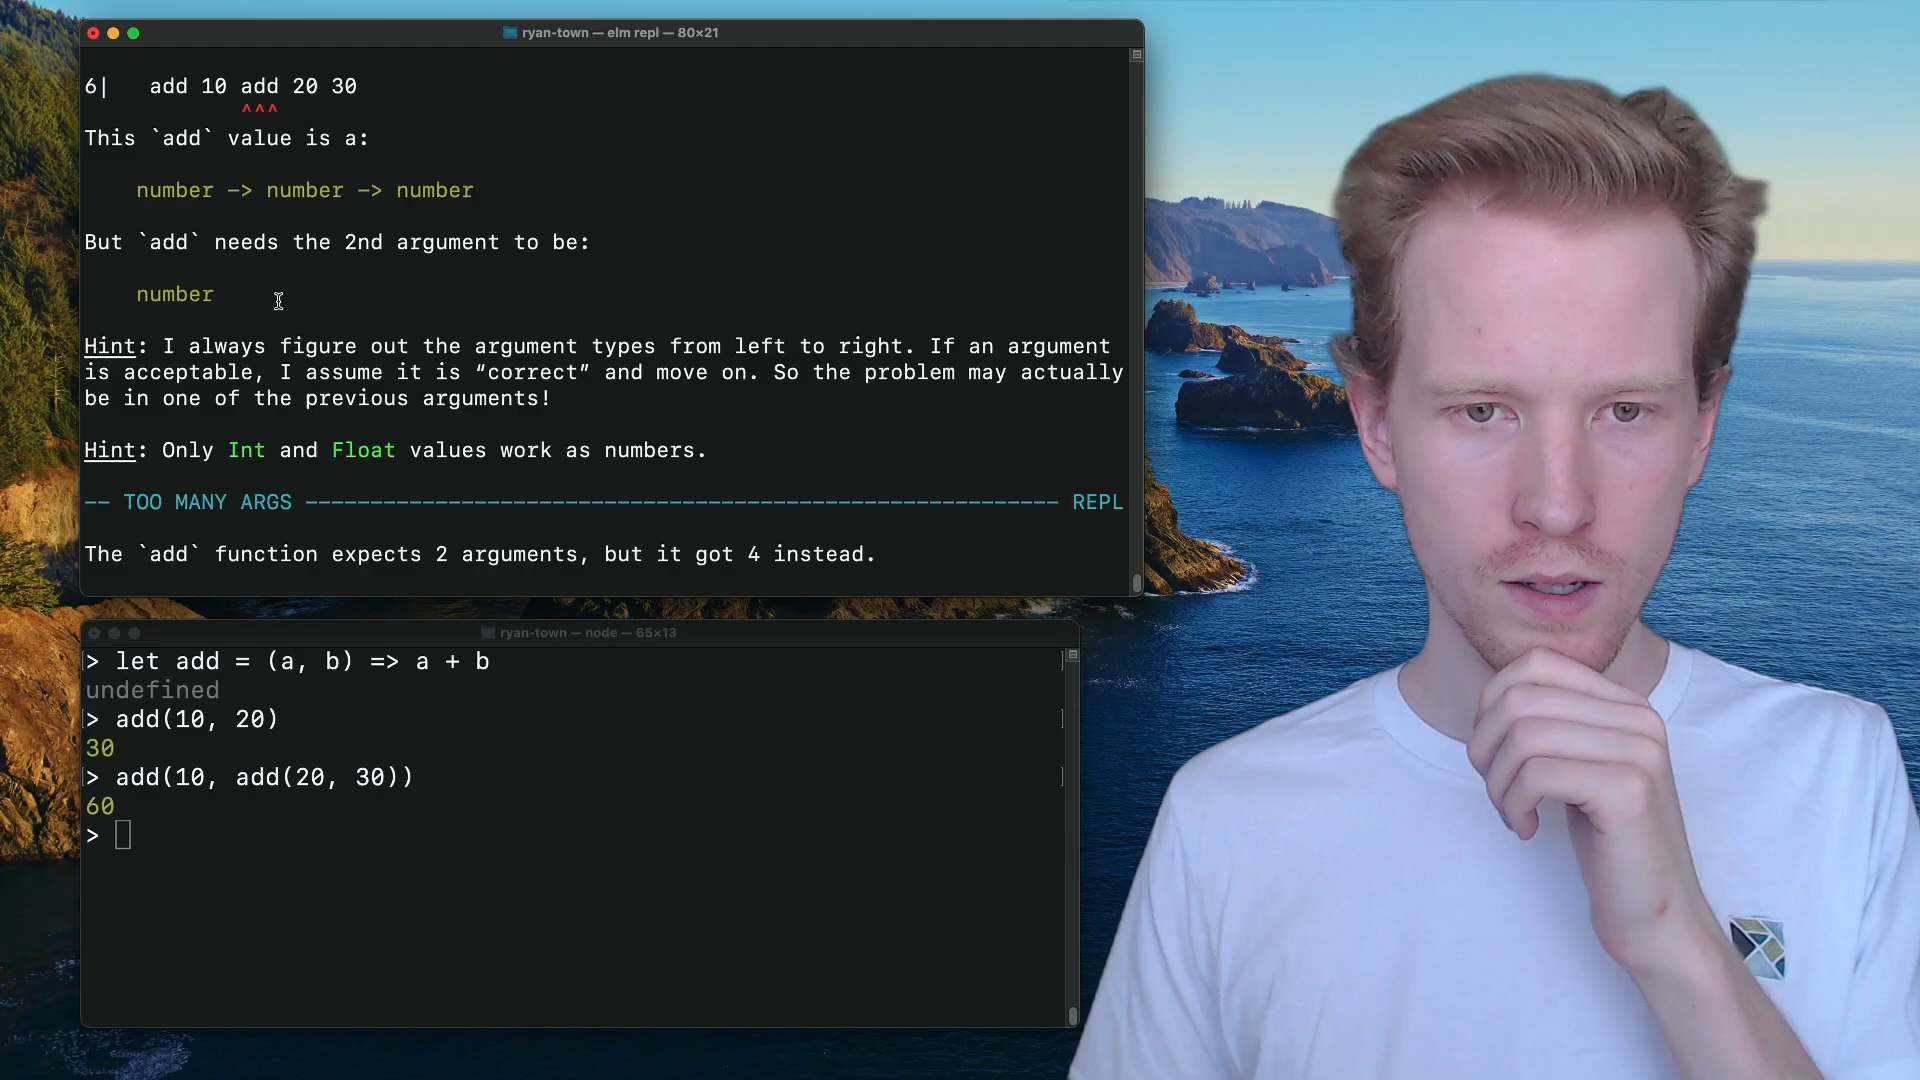 ryan-town — elm repl — 80×21
6|   add 10 add 20 30
^^^
This `add` value is a:
number -> number -> number
But `add` needs the 2nd argument to be:
number
Hint: I always figure out the argument types from left to right. If an argument
is acceptable, I assume it is “correct” and move on. So the problem may actually
be in one of the previous arguments!
Hint: Only Int and Float values work as numbers.
-- TOO MANY ARGS ---------------------------------------------------------- REPL
The `add` function expects 2 arguments, but it got 4 instead.
ryan-town — node — 65×13
> let add = (a, b) => a + b
undefined
> add(10, 20)
30
> add(10, add(20, 30))
60
>